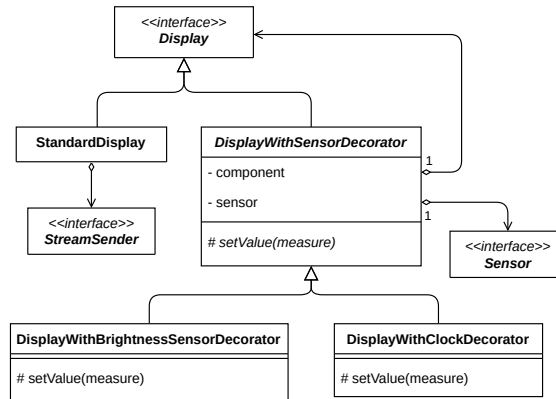 <<interface>>
Display
StandardDisplay
DisplayWithSensorDecorator
- component
1
- sensor
1
# setValue(measure)
<<interface>>
StreamSender
<<interface>>
Sensor
DisplayWithBrightnessSensorDecorator
# setValue(measure)
DisplayWithClockDecorator
# setValue(measure)